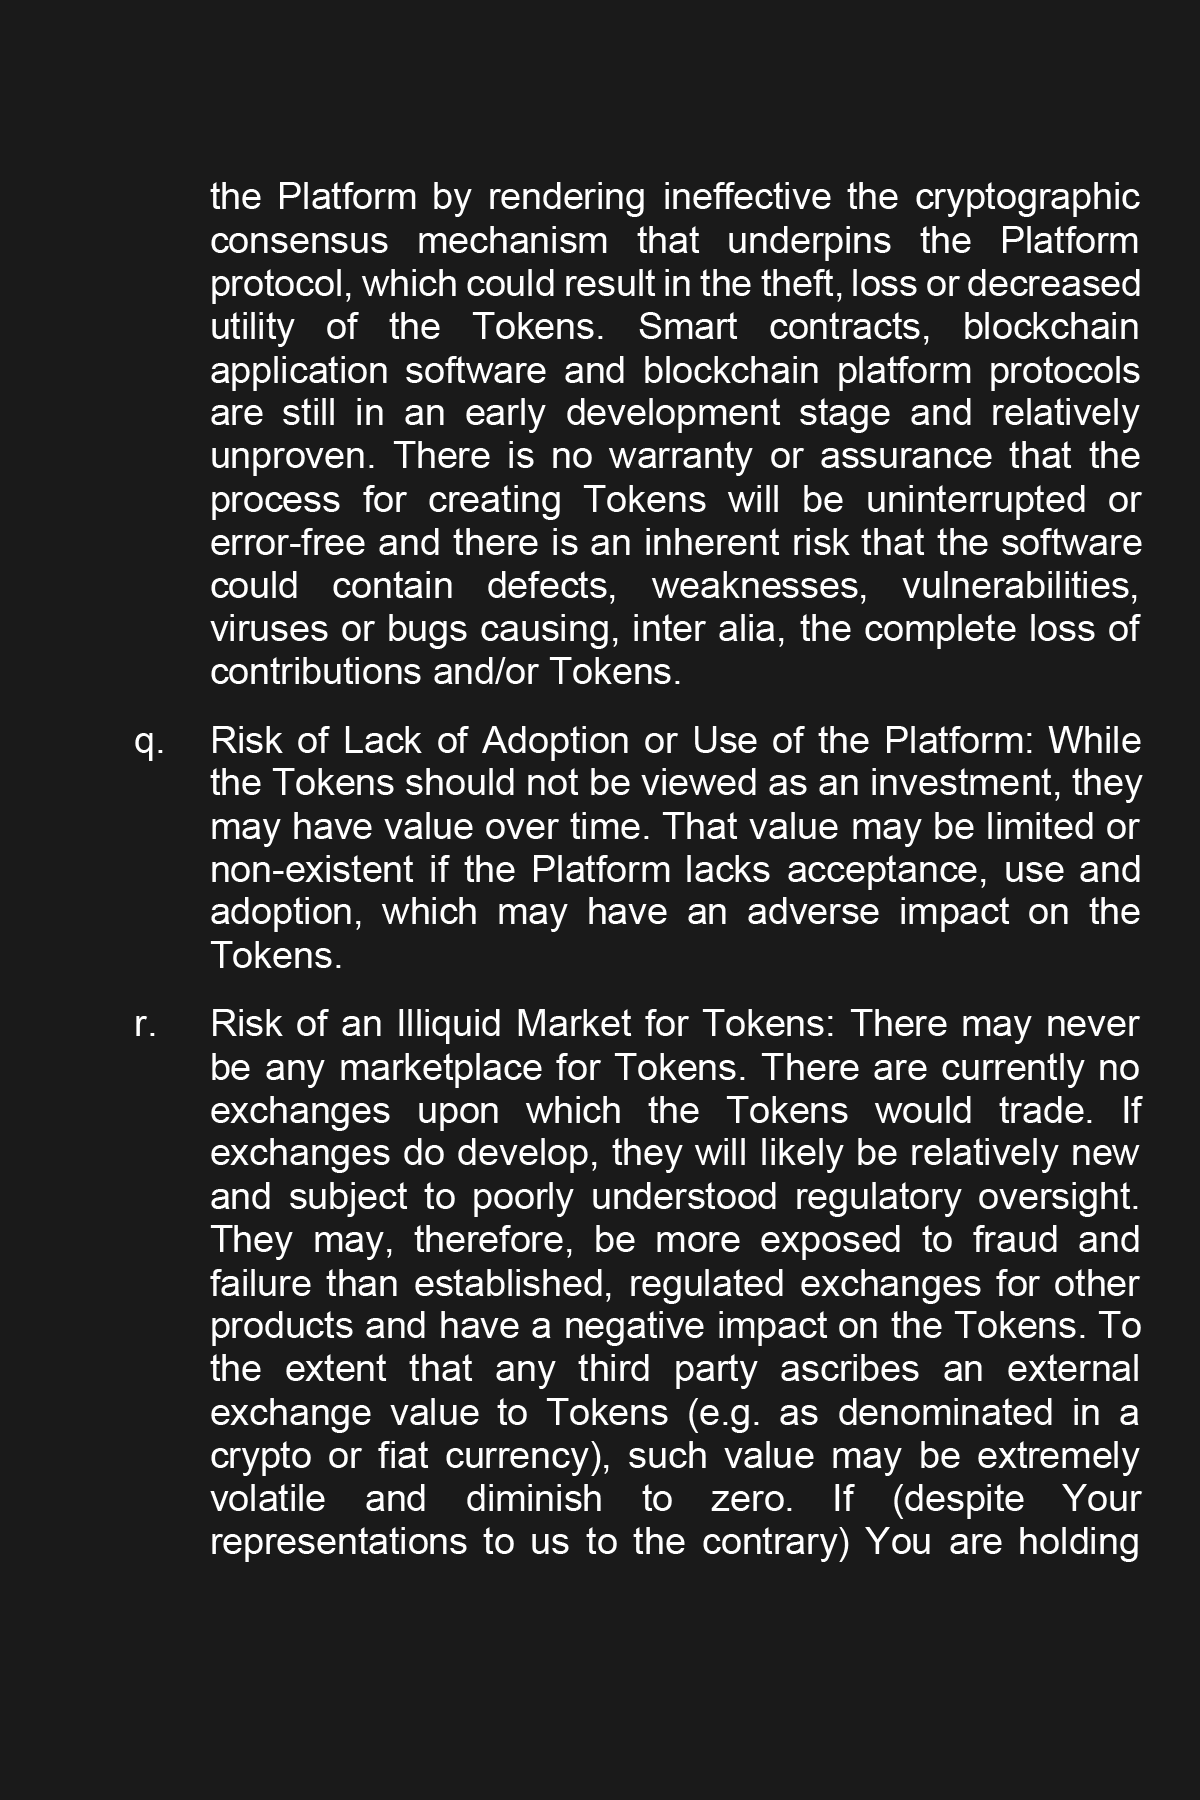 the Platform by rendering ineffective the cryptographic
consensus mechanism that underpins the Platform
protocol, which could result in the theft, loss or decreased
utility of the Tokens. Smart contracts, blockchain
application software and blockchain platform protocols
are still in an early development stage and relatively
unproven. There is no warranty or assurance that the
process for creating Tokens will be uninterrupted or
error-free and there is an inherent risk that the software
could contain defects, weaknesses, vulnerabilities,
viruses or bugs causing, inter alia, the complete loss of
contributions and/or Tokens.
q. Risk of Lack of Adoption or Use of the Platform: While
the Tokens should not be viewed as an investment, they
may have value over time. That value may be limited or
non-existent if the Platform lacks acceptance, use and
adoption, which may have an adverse impact on the
Tokens.
r. Risk of an Illiquid Market for Tokens: There may never
be any marketplace for Tokens. There are currently no
exchanges upon which the Tokens would trade. If
exchanges do develop, they will likely be relatively new
and subject to poorly understood regulatory oversight.
They may, therefore, be more exposed to fraud and
failure than established, regulated exchanges for other
products and have a negative impact on the Tokens. To
the extent that any third party ascribes an external
exchange value to Tokens (e.g. as denominated in a
crypto or fiat currency), such value may be extremely
volatile and diminish to zero. If (despite Your
representations to us to the contrary) You are holding